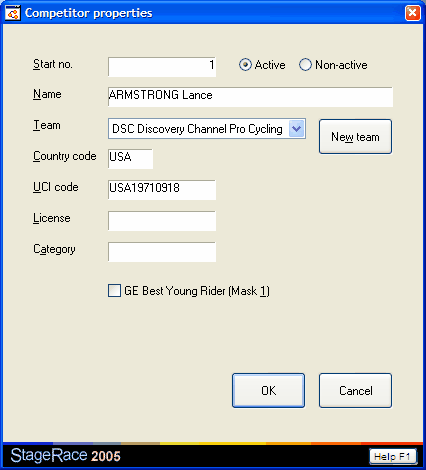 Competitor properties
Start no. 1 Active Non-active
Name ARMSTRONG Lance
Team DSC Discovery Channel Pro Cycling New team
Country code USA
UCI code USA19710918
License
Category
GE Best Young Rider (Mask 1)
OK Cancel
StageRace 2005 Help F1